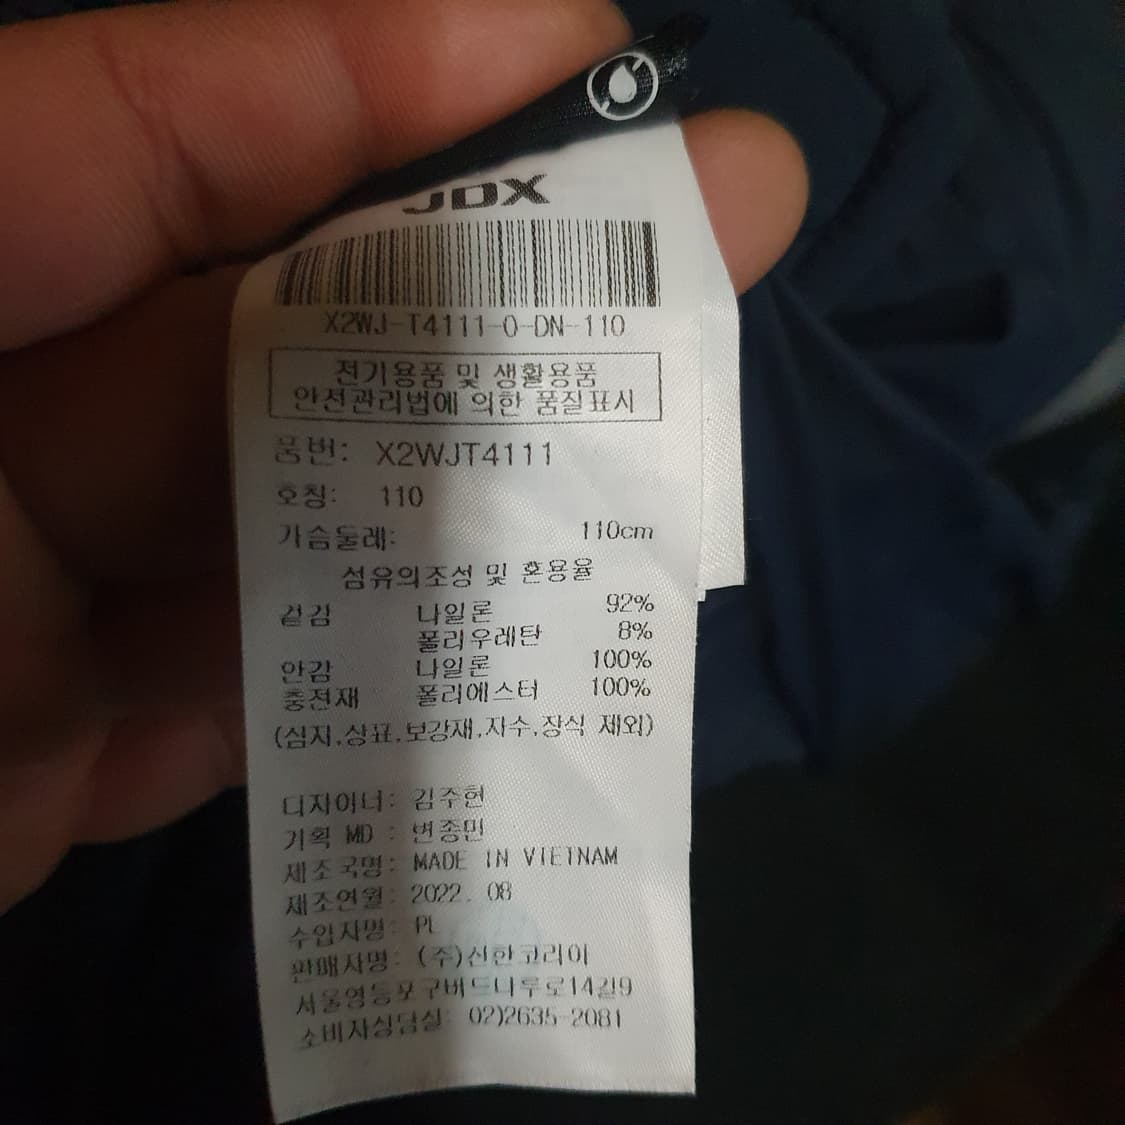 JDX
X2WJ-T4111-0-DN-110
전기용품 및 생활용품
안전관리법에 의한 품질표시
품번: X2WJT4111
호칭: 110
가슴둘레: 110cm
섬유의조성 및 혼용율
겉감 나일론 92%
폴리우레탄 8%
안감 나일론 100%
충전재 폴리에스터 100%
(심지,상표,보강재,자수,장식 제외)
디자이너: 김주현
기획 MD : 변종민
제조국명: MADE IN VIETNAM
제조연월: 2022. 08
수입자명: PL
판매자명: (주)신한코리아
서울영등포구버드나루로14길9
소비자상담실: 02)2635-2081